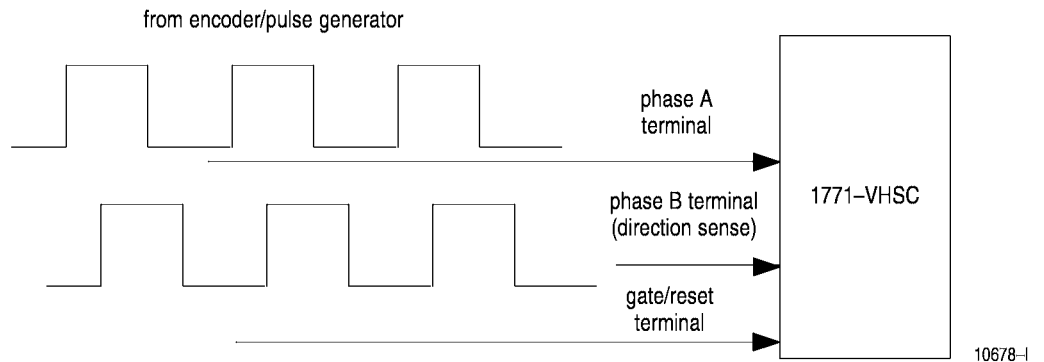 from encoder/pulse generator
phase A
terminal
phase B terminal
(direction sense)
gate/reset
terminal
1771–VHSC
10678–I